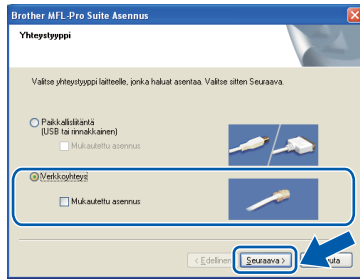 Brother MFL-Pro Suite Asennus
Yhteystyyppi
Valitse yhteystyyppi laitteelle, jonka haluat asentaa. Valitse sitten Seuraava.
Paikallisliitäntä
(USB tai rinnakkainen)
Mukautettu asennus
Verkkoyhteys
Mukautettu asennus
< Edellinen Seuraava >